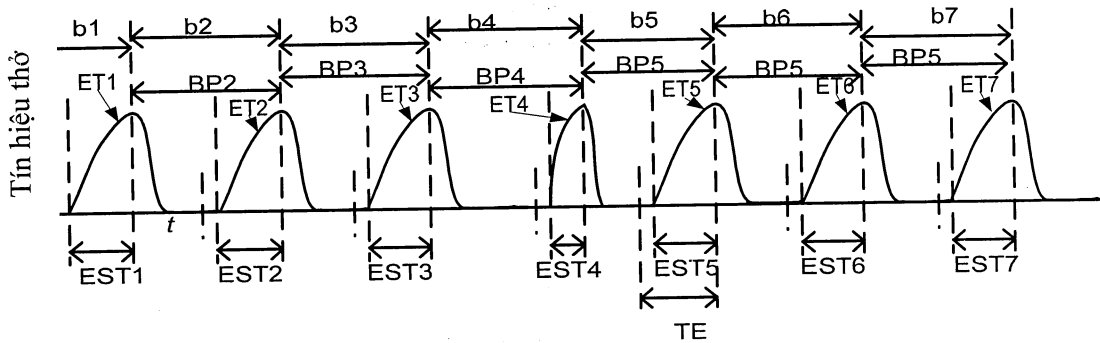 b1 b2 b3 b4 b5 b6 b7
BP2 BP3 BP4 BP5 BP5 BP5
ET1 ET2 ET3 ET4 ET5 ET6 ET7
Tín hiệu thở
t
EST1 EST2 EST3 EST4 EST5 EST6 EST7
TE